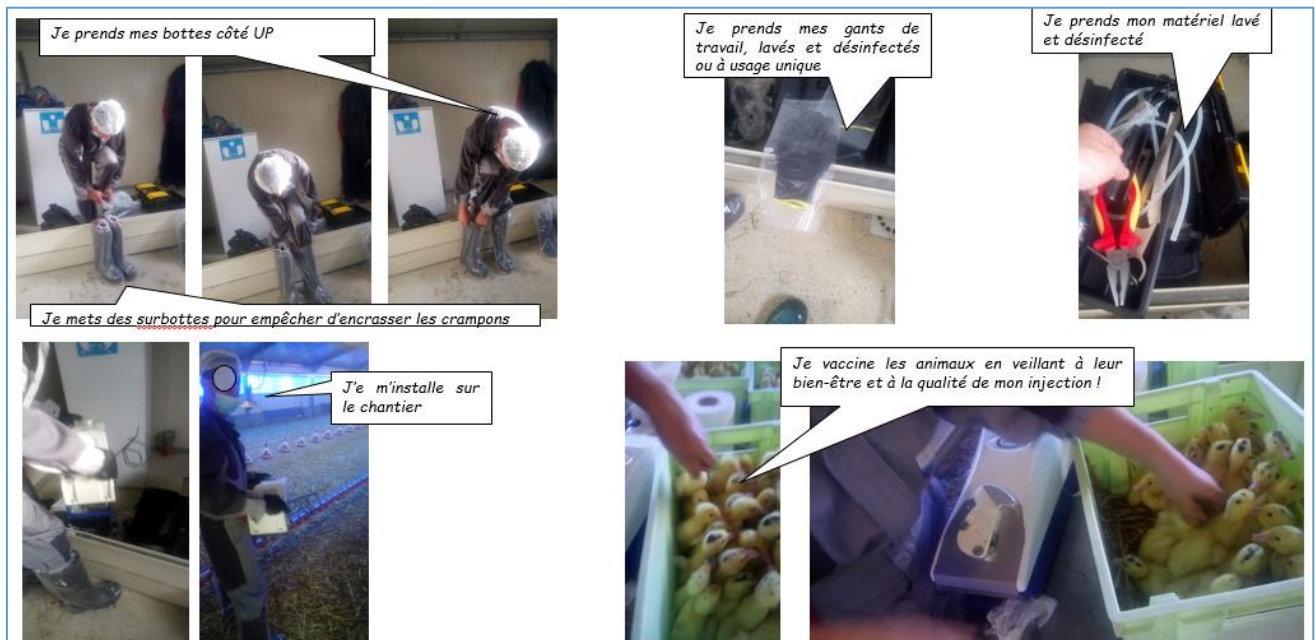 Je prends mes bottes côté UP
Je prends mes gants de
travail, lavés et désinfectés
ou à usage unique
Je prends mon matériel lavé
et désinfecté
Je mets des surbottes pour empêcher d'encrasser les crampons
J'e m'installe sur
le chantier
Je vaccine les animaux en veillant à leur
bien-être et à la qualité de mon injection !